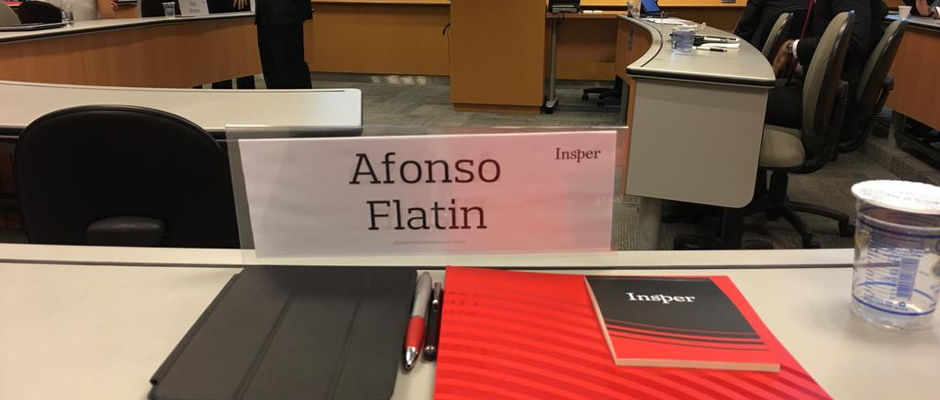 Afonso
Flatin
Insper
Insper